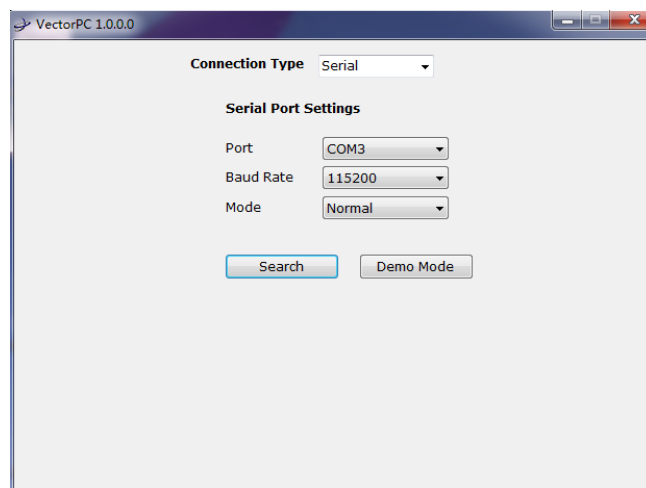 VectorPC 1.0.0.0
Connection Type Serial
Serial Port Settings
Port COM3
Baud Rate 115200
Mode Normal
Search Demo Mode